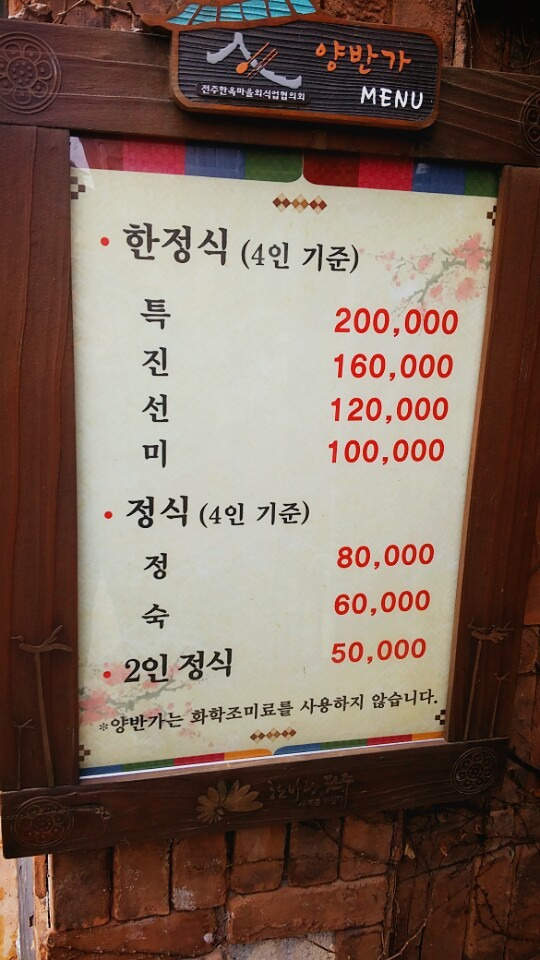 양반가
전주한옥마을외식업협의회
MENU
• 한정식 (4인 기준)
특 200,000
진 160,000
선 120,000
미 100,000
• 정식 (4인 기준)
정 80,000
숙 60,000
• 2인 정식 50,000
*양반가는 화학조미료를 사용하지 않습니다.